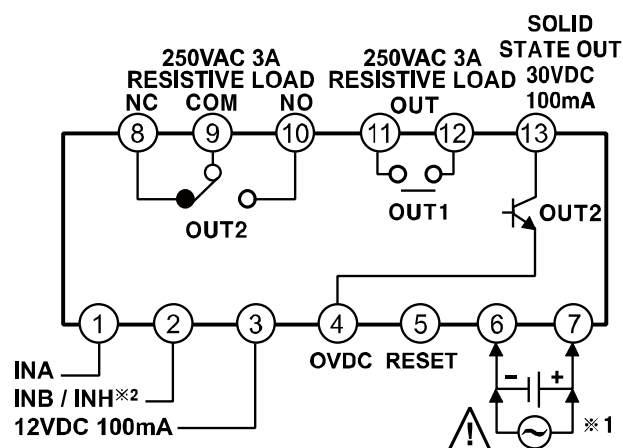 SOLID
STATE OUT
30VDC
100mA
250VAC 3A
RESISTIVE LOAD
NC COM NO
250VAC 3A
RESISTIVE LOAD
OUT
8 9 10 11 12 13
OUT2
OUT1
OUT2
1 2 3 4 5 6 7
INA
INB / INH※2
12VDC 100mA
OVDC RESET
- +
! ※1